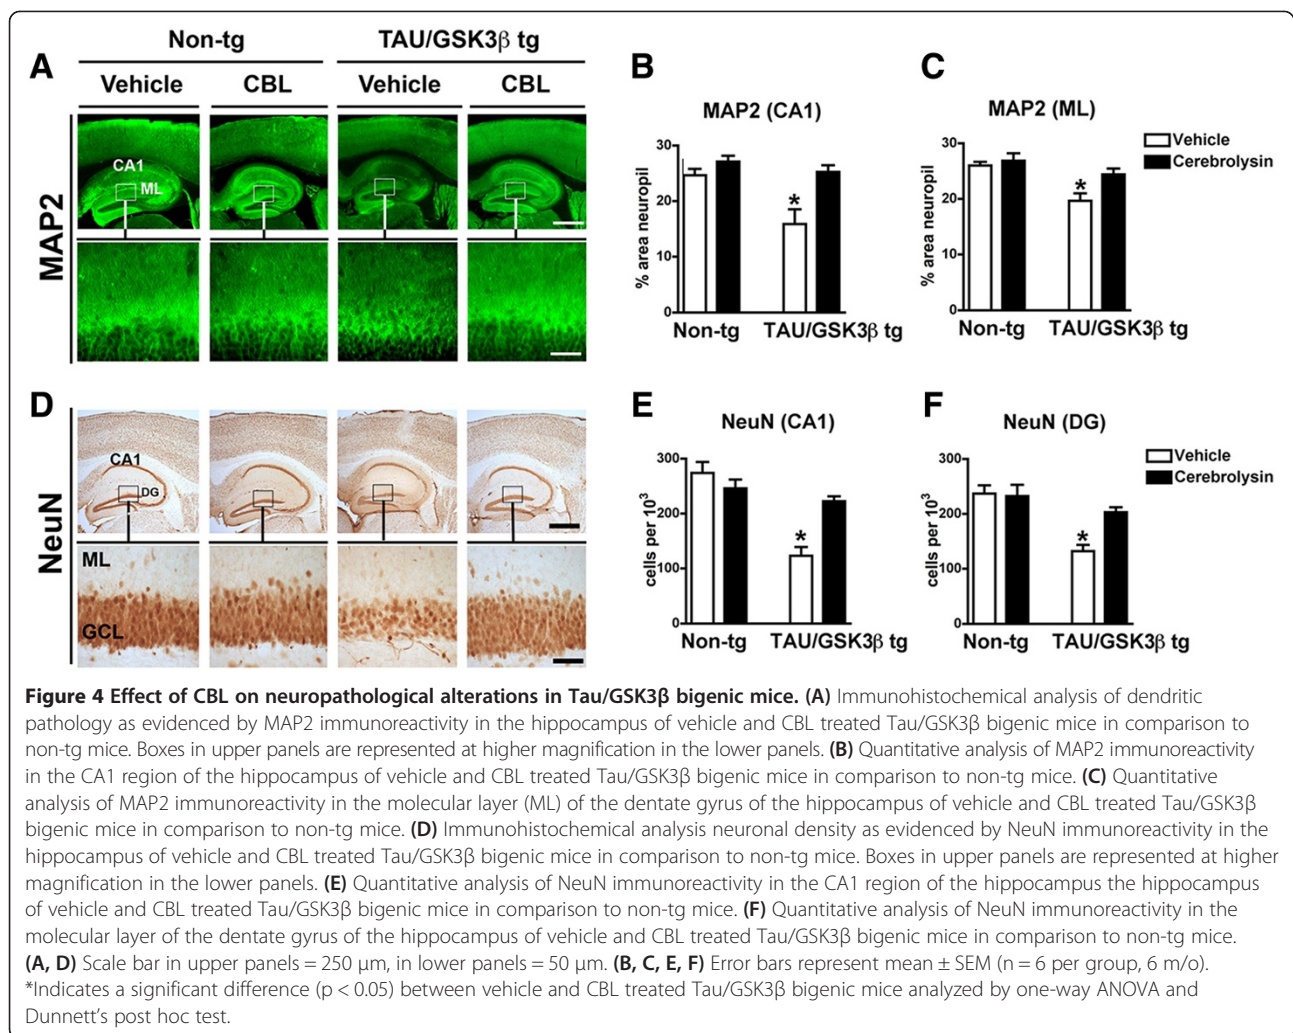 Non-tg
TAU/GSK3β tg
A
Vehicle
CBL
Vehicle
CBL
MAP2
CA1
ML
B
MAP2 (CA1)
% area neuropil
30
20
10
0
*
Non-tg
TAU/GSK3β tg
C
MAP2 (ML)
% area neuropil
30
20
10
0
*
Non-tg
TAU/GSK3β tg
Vehicle
Cerebrolysin
D
NeuN
CA1
DG
ML
GCL
E
NeuN (CA1)
cells per 10³
300
200
100
0
*
Non-tg
TAU/GSK3β tg
F
NeuN (DG)
cells per 10³
300
200
100
0
*
Non-tg
TAU/GSK3β tg
Vehicle
Cerebrolysin
Figure 4 Effect of CBL on neuropathological alterations in Tau/GSK3β bigenic mice. (A) Immunohistochemical analysis of dendritic
pathology as evidenced by MAP2 immunoreactivity in the hippocampus of vehicle and CBL treated Tau/GSK3β bigenic mice in comparison to
non-tg mice. Boxes in upper panels are represented at higher magnification in the lower panels. (B) Quantitative analysis of MAP2 immunoreactivity
in the CA1 region of the hippocampus of vehicle and CBL treated Tau/GSK3β bigenic mice in comparison to non-tg mice. (C) Quantitative
analysis of MAP2 immunoreactivity in the molecular layer (ML) of the dentate gyrus of the hippocampus of vehicle and CBL treated Tau/GSK3β
bigenic mice in comparison to non-tg mice. (D) Immunohistochemical analysis neuronal density as evidenced by NeuN immunoreactivity in the
hippocampus of vehicle and CBL treated Tau/GSK3β bigenic mice in comparison to non-tg mice. Boxes in upper panels are represented at higher
magnification in the lower panels. (E) Quantitative analysis of NeuN immunoreactivity in the CA1 region of the hippocampus the hippocampus
of vehicle and CBL treated Tau/GSK3β bigenic mice in comparison to non-tg mice. (F) Quantitative analysis of NeuN immunoreactivity in the
molecular layer of the dentate gyrus of the hippocampus of vehicle and CBL treated Tau/GSK3β bigenic mice in comparison to non-tg mice.
(A, D) Scale bar in upper panels = 250 μm, in lower panels = 50 μm. (B, C, E, F) Error bars represent mean ± SEM (n = 6 per group, 6 m/o).
*Indicates a significant difference (p < 0.05) between vehicle and CBL treated Tau/GSK3β bigenic mice analyzed by one-way ANOVA and
Dunnett's post hoc test.